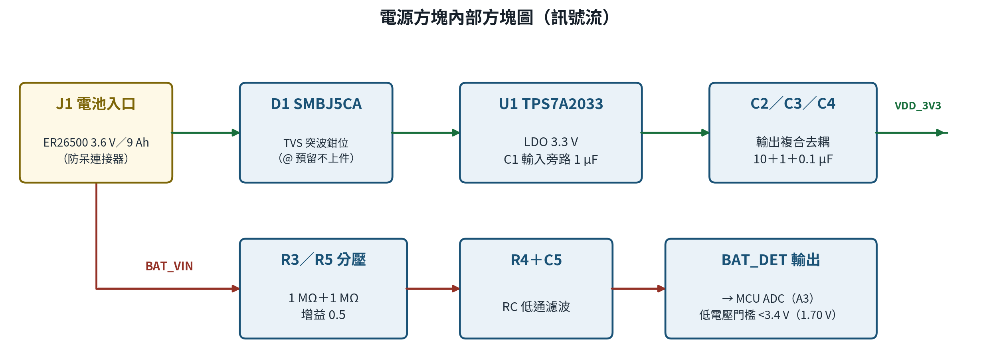 電源方塊內部方塊圖（訊號流）
J1 電池入口
ER26500 3.6 V／9 Ah
（防呆連接器）
D1 SMBJ5CA
TVS 突波鉗位
（@ 預留不上件）
U1 TPS7A2033
LDO 3.3 V
C1 輸入旁路 1 µF
C2／C3／C4
輸出複合去耦
10＋1＋0.1 µF
VDD_3V3
BAT_VIN
R3／R5 分壓
1 MΩ＋1 MΩ
增益 0.5
R4＋C5
RC 低通濾波
BAT_DET 輸出
→ MCU ADC（A3）
低電壓門檻 <3.4 V（1.70 V）